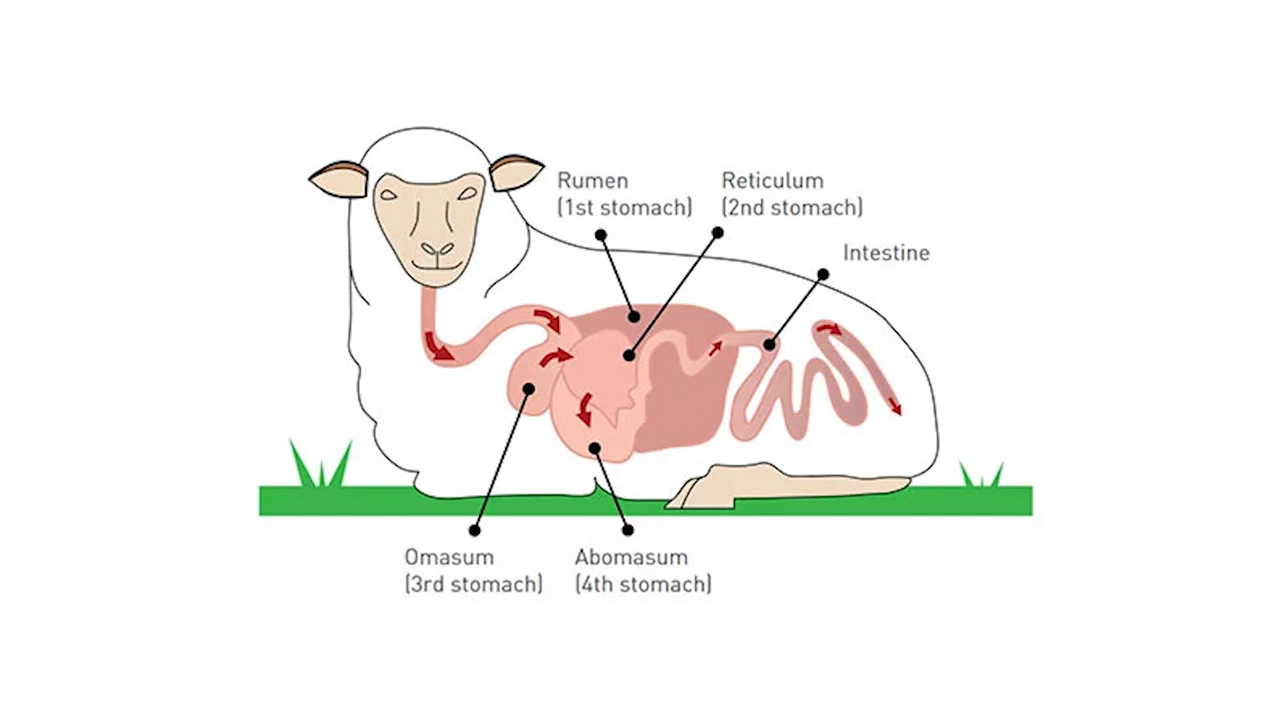 Rumen
(1st stomach)
Reticulum
(2nd stomach)
Intestine
Omasum
(3rd stomach)
Abomasum
(4th stomach)